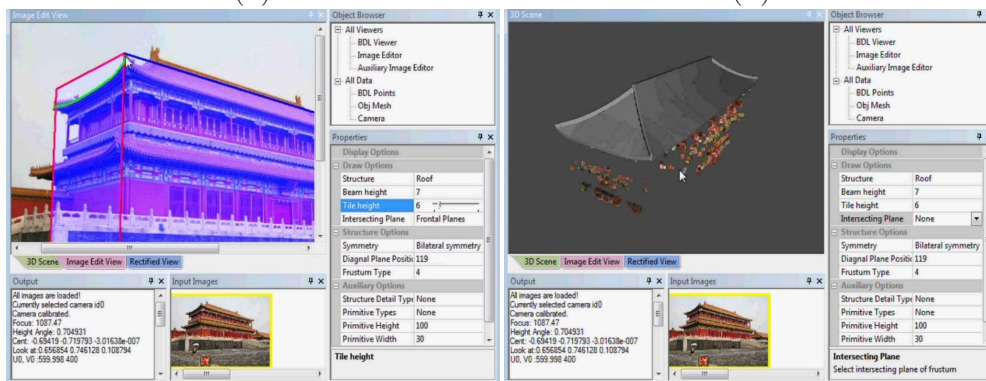 Image Edit View
Object Browser
All Viewers
BDL Viewer
Image Editor
Auxiliary Image Editor
All Data
BDL Points
Obj Mesh
Camera
Properties
Display Options
Draw Options
Structure Roof
Beam height 7
Tile height 6
Intersecting Plane Frontal Planes
Structure Options
Symmetry Bilateral symmetry
Diagnal Plane Positic 119
Frustum Type 4
Auxiliary Options
Structure Detail Type None
Primitive Types None
Primitive Height 100
Primitive Width 30
Tile height
3D Scene Image Edit View Rectified View
Output
All images are loaded!
Currently selected camera id0
Camera calibrated.
Focus: 1087.47
Height Angle: 0.704931
Cent: -0.69419 -0.719793 -3.01638e-007
Look at:0.656854 0.746128 0.108794
U0, V0 :599.998 400
Input Images
3D Scene
Object Browser
All Viewers
BDL Viewer
Image Editor
Auxiliary Image Editor
All Data
BDL Points
Obj Mesh
Camera
Properties
Display Options
Draw Options
Structure Roof
Beam height 7
Tile height 6
Intersecting Plane None
Structure Options
Symmetry Bilateral symmetry
Diagnal Plane Positic 119
Frustum Type 4
Auxiliary Options
Structure Detail Type None
Primitive Types None
Primitive Height 100
Primitive Width 30
Intersecting Plane
Select intersecting plane of frustum
3D Scene Image Edit View Rectified View
Output
All images are loaded!
Currently selected camera id0
Camera calibrated.
Focus: 1087.47
Height Angle: 0.704931
Cent: -0.69419 -0.719793 -3.01638e-007
Look at:0.656854 0.746128 0.108794
U0, V0 :599.998 400
Input Images